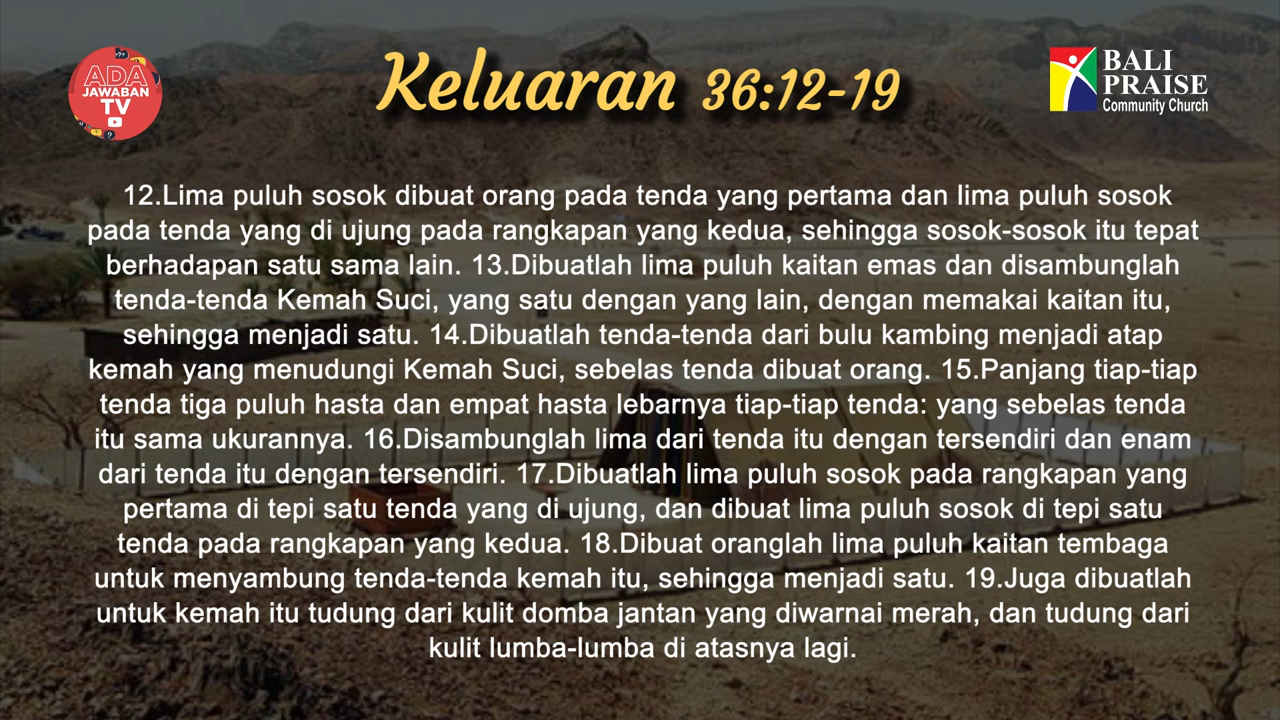 ADA
JAWABAN
TV
Keluaran 36:12-19
BALI
PRAISE
Community Church
12.Lima puluh sosok dibuat orang pada tenda yang pertama dan lima puluh sosok
pada tenda yang di ujung pada rangkapan yang kedua, sehingga sosok-sosok itu tepat
berhadapan satu sama lain. 13.Dibuatlah lima puluh kaitan emas dan disambunglah
tenda-tenda Kemah Suci, yang satu dengan yang lain, dengan memakai kaitan itu,
sehingga menjadi satu. 14.Dibuatlah tenda-tenda dari bulu kambing menjadi atap
kemah yang menudungi Kemah Suci, sebelas tenda dibuat orang. 15.Panjang tiap-tiap
tenda tiga puluh hasta dan empat hasta lebarnya tiap-tiap tenda: yang sebelas tenda
itu sama ukurannya. 16.Disambunglah lima dari tenda itu dengan tersendiri dan enam
dari tenda itu dengan tersendiri. 17.Dibuatlah lima puluh sosok pada rangkapan yang
pertama di tepi satu tenda yang di ujung, dan dibuat lima puluh sosok di tepi satu
tenda pada rangkapan yang kedua. 18.Dibuat oranglah lima puluh kaitan tembaga
untuk menyambung tenda-tenda kemah itu, sehingga menjadi satu. 19.Juga dibuatlah
untuk kemah itu tudung dari kulit domba jantan yang diwarnai merah, dan tudung dari
kulit lumba-lumba di atasnya lagi.